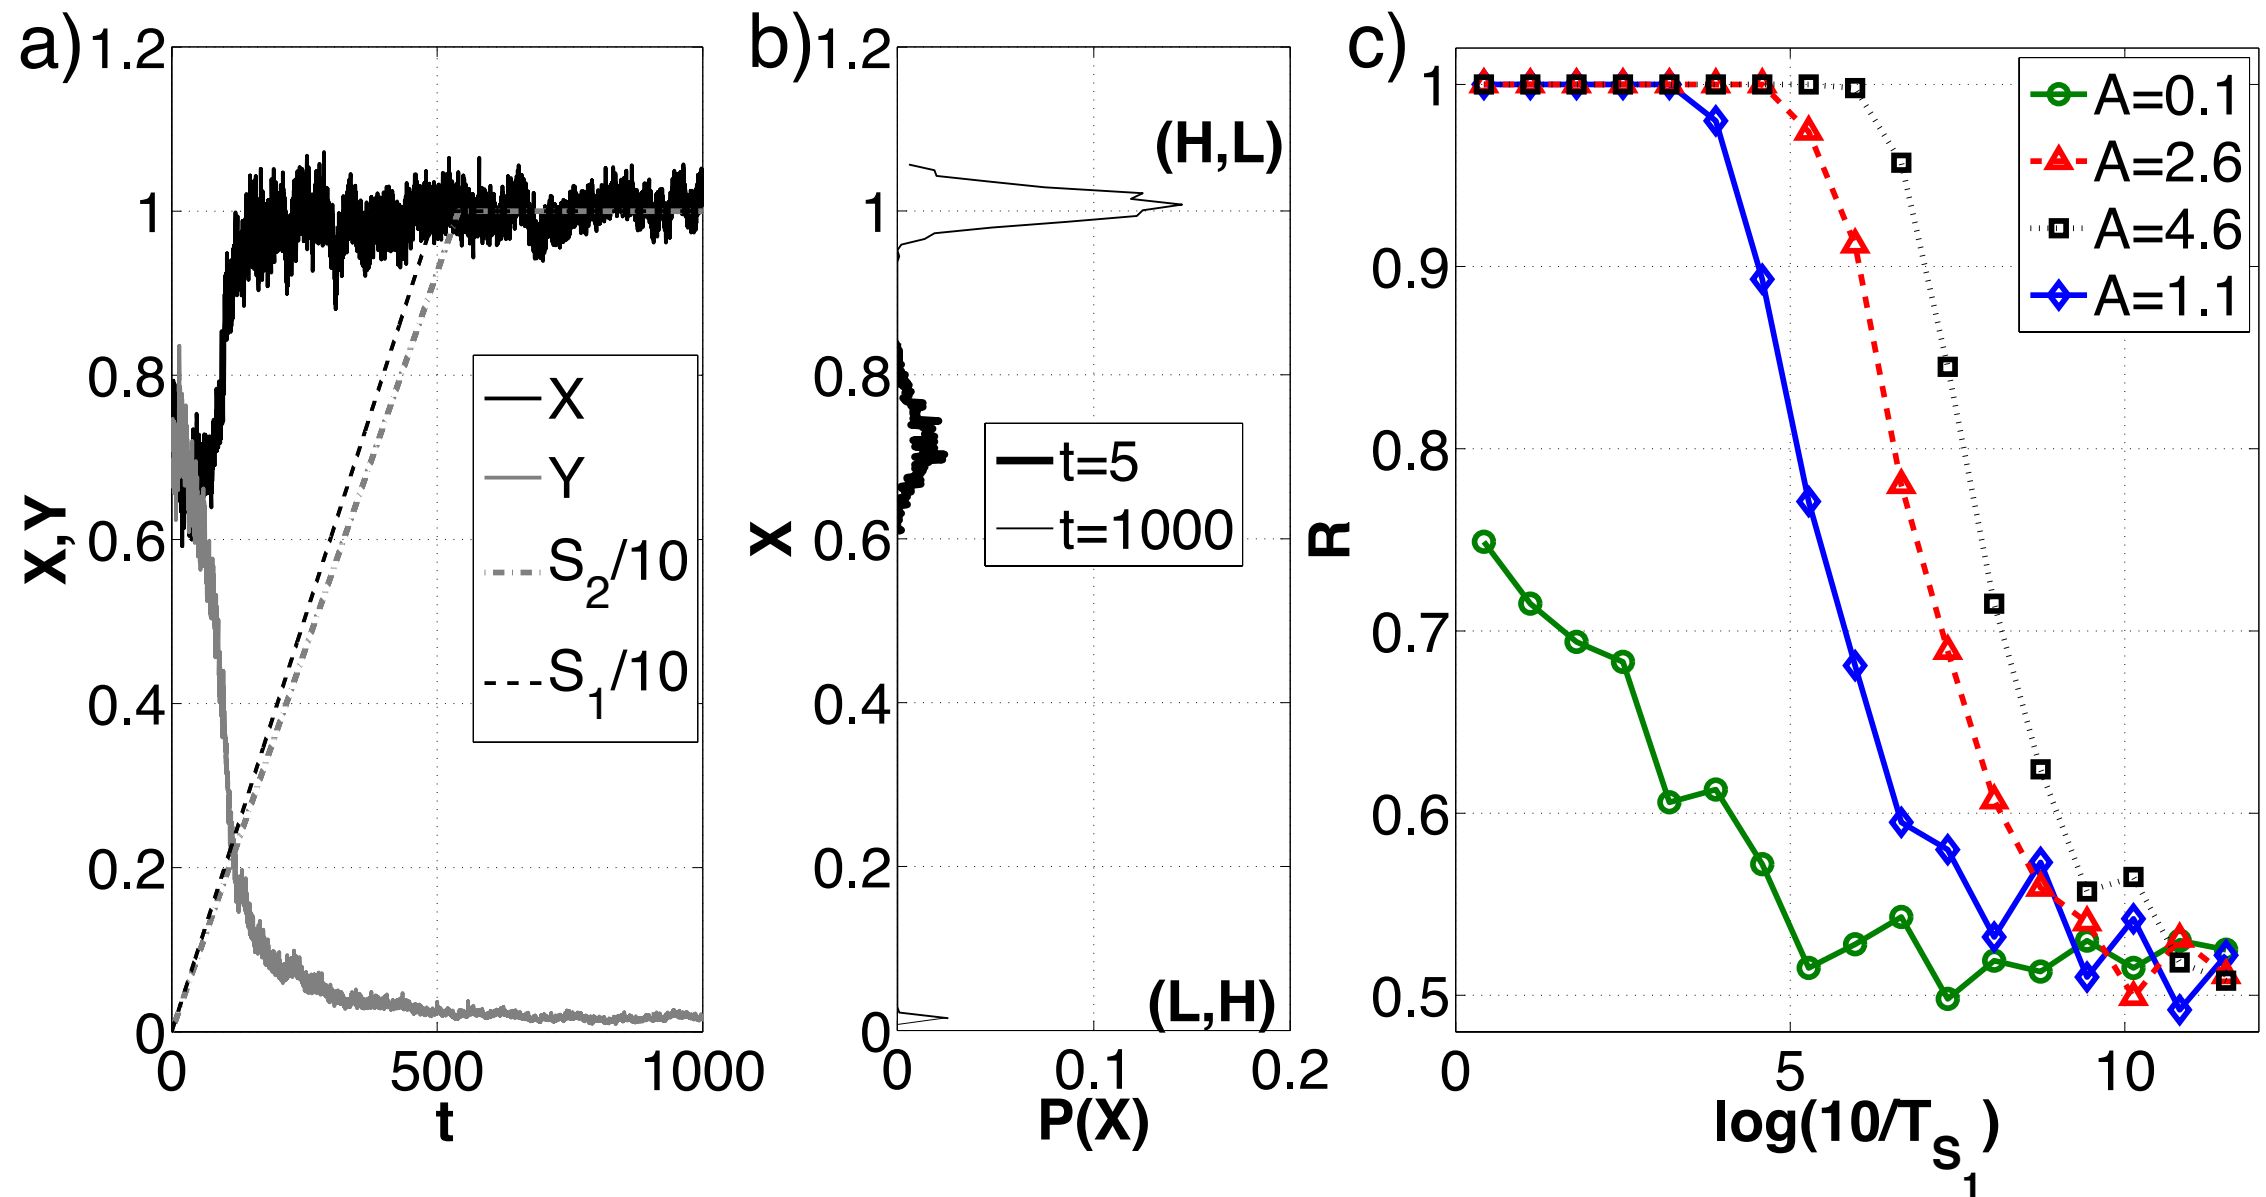 a)
1.2
1
0.8
0.6
0.4
0.2
0
X,Y
0
500
1000
t
X
Y
S2/10
S1/10
b)
1.2
1
0.8
0.6
0.4
0.2
0
X
0
0.1
0.2
P(X)
(H,L)
t=5
t=1000
(L,H)
c)
1
0.9
0.8
0.7
0.6
0.5
R
0
5
10
log(10/TS1)
A=0.1
A=2.6
A=4.6
A=1.1